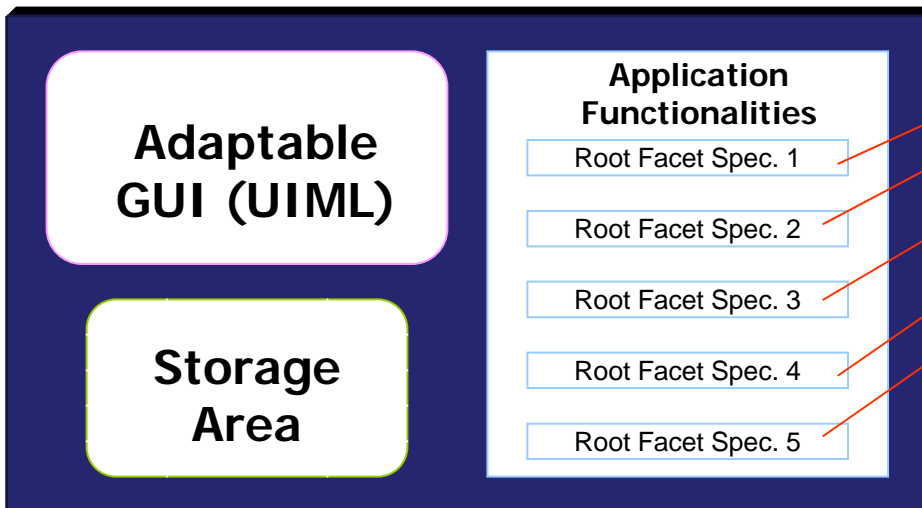 Adaptable
GUI (UIML)
Storage
Area
Application
Functionalities
Root Facet Spec. 1
Root Facet Spec. 2
Root Facet Spec. 3
Root Facet Spec. 4
Root Facet Spec. 5